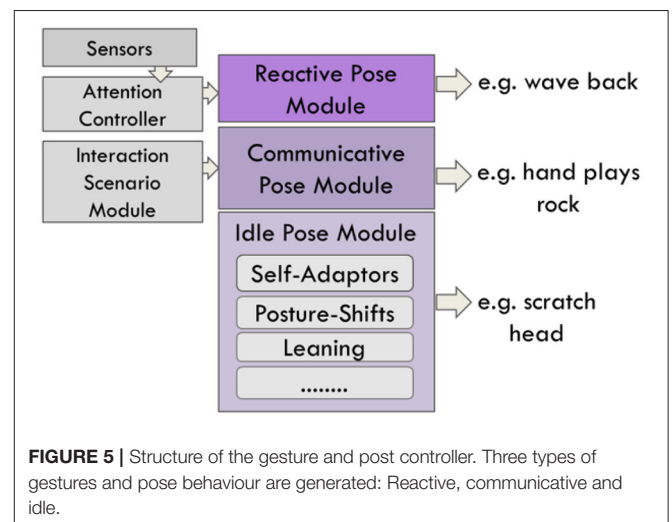 Sensors
Attention
Controller
Interaction
Scenario
Module
Reactive Pose
Module
Communicative
Pose Module
Idle Pose Module
Self-Adaptors
Posture-Shifts
Leaning
........
e.g. wave back
e.g. hand plays
rock
e.g. scratch
head
FIGURE 5 | Structure of the gesture and post controller. Three types of
gestures and pose behaviour are generated: Reactive, communicative and
idle.